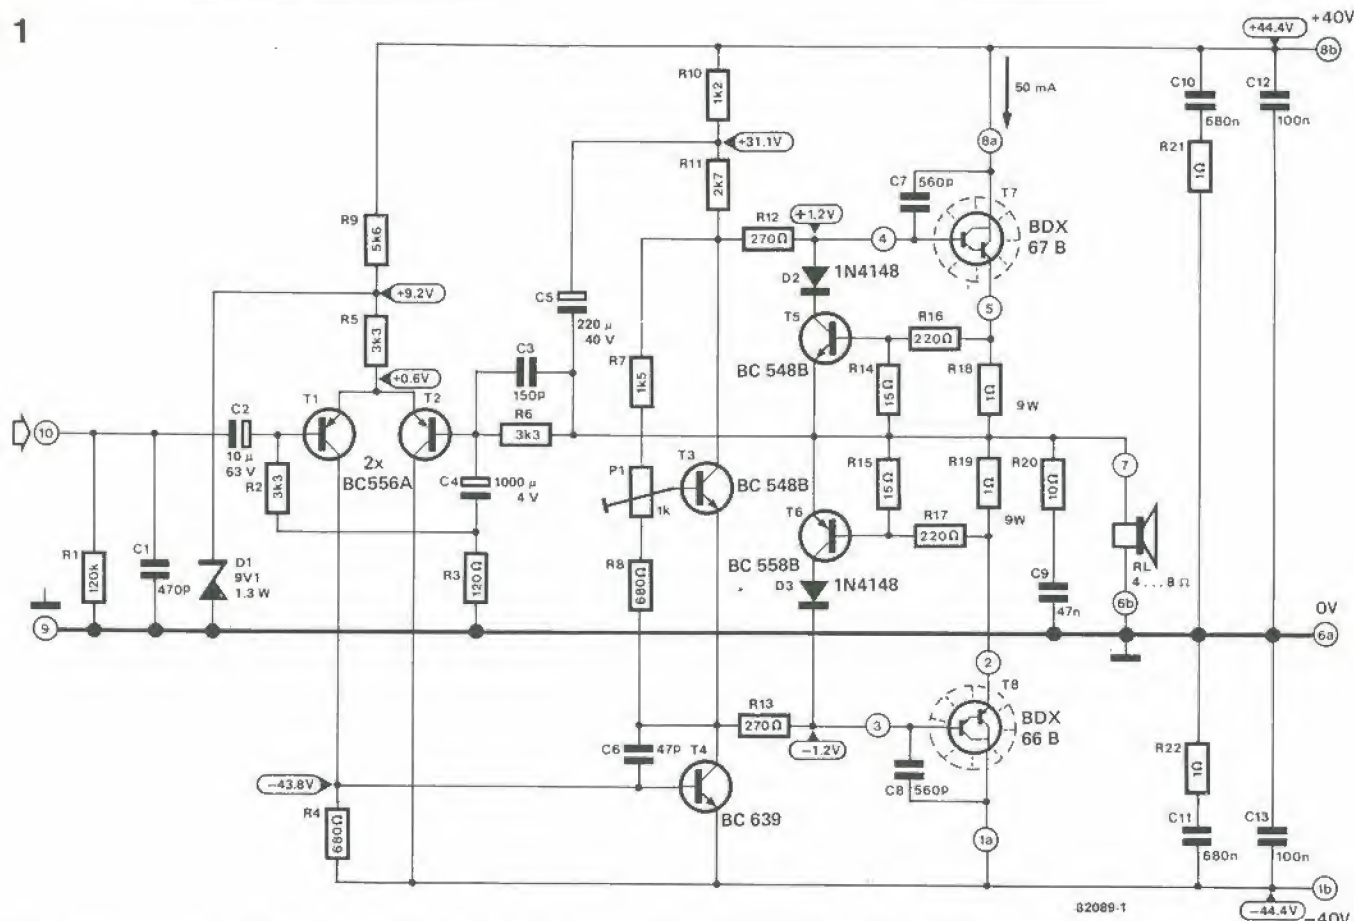 1
+44.4V
+40V
8b
R10
1k2
50 mA
C10
680n
C12
100n
8a
+31.1V
R11
2k7
R21
1Ω
C7
560p
T7
BDX
67 B
R9
5k6
R12
270Ω
+1.2V
4
D2
1N4148
+9.2V
C5
220 µ
40 V
5
R5
3k3
T5
BC 548B
R16
220Ω
R7
1k5
R14
15Ω
R18
1Ω
9W
+0.6V
C3
150p
T1
T2
R6
3k3
10
C2
10 µ
63 V
2x
BC556A
R2
3k3
C4
1000 µ
4 V
P1
1k
T3
BC 548B
R15
15Ω
R19
1Ω
9W
R20
10Ω
7
T6
BC 558B
R17
220Ω
R1
120k
C1
470p
D1
9V1
1.3 W
R3
120Ω
R8
680Ω
D3
1N4148
C9
47n
RL
4 ... 8 Ω
6b
0V
9
6a
2
T8
BDX
66 B
R13
270Ω
3
-1.2V
C6
47p
T4
BC 639
C8
560p
R22
1Ω
-43.8V
R4
680Ω
1a
C11
680n
C13
100n
1b
82089-1
-44.4V
-40V